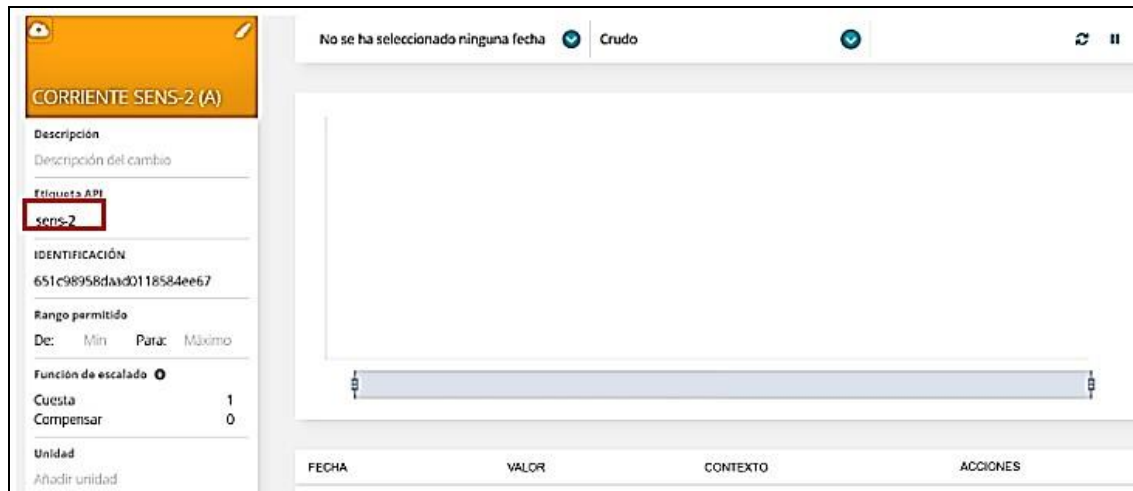 No se ha seleccionado ninguna fecha
Crudo
CORRIENTE SENS-2 (A)
Descripción
Descripción del cambio
Etiqueta API
sens-2
IDENTIFICACIÓN
651c98958daad0118584ee67
Rango permitido
De: Mín Para: Máximo
Función de escalado
Cuesta 1
Compensar 0
Unidad
Añadir unidad
FECHA VALOR CONTEXTO ACCIONES